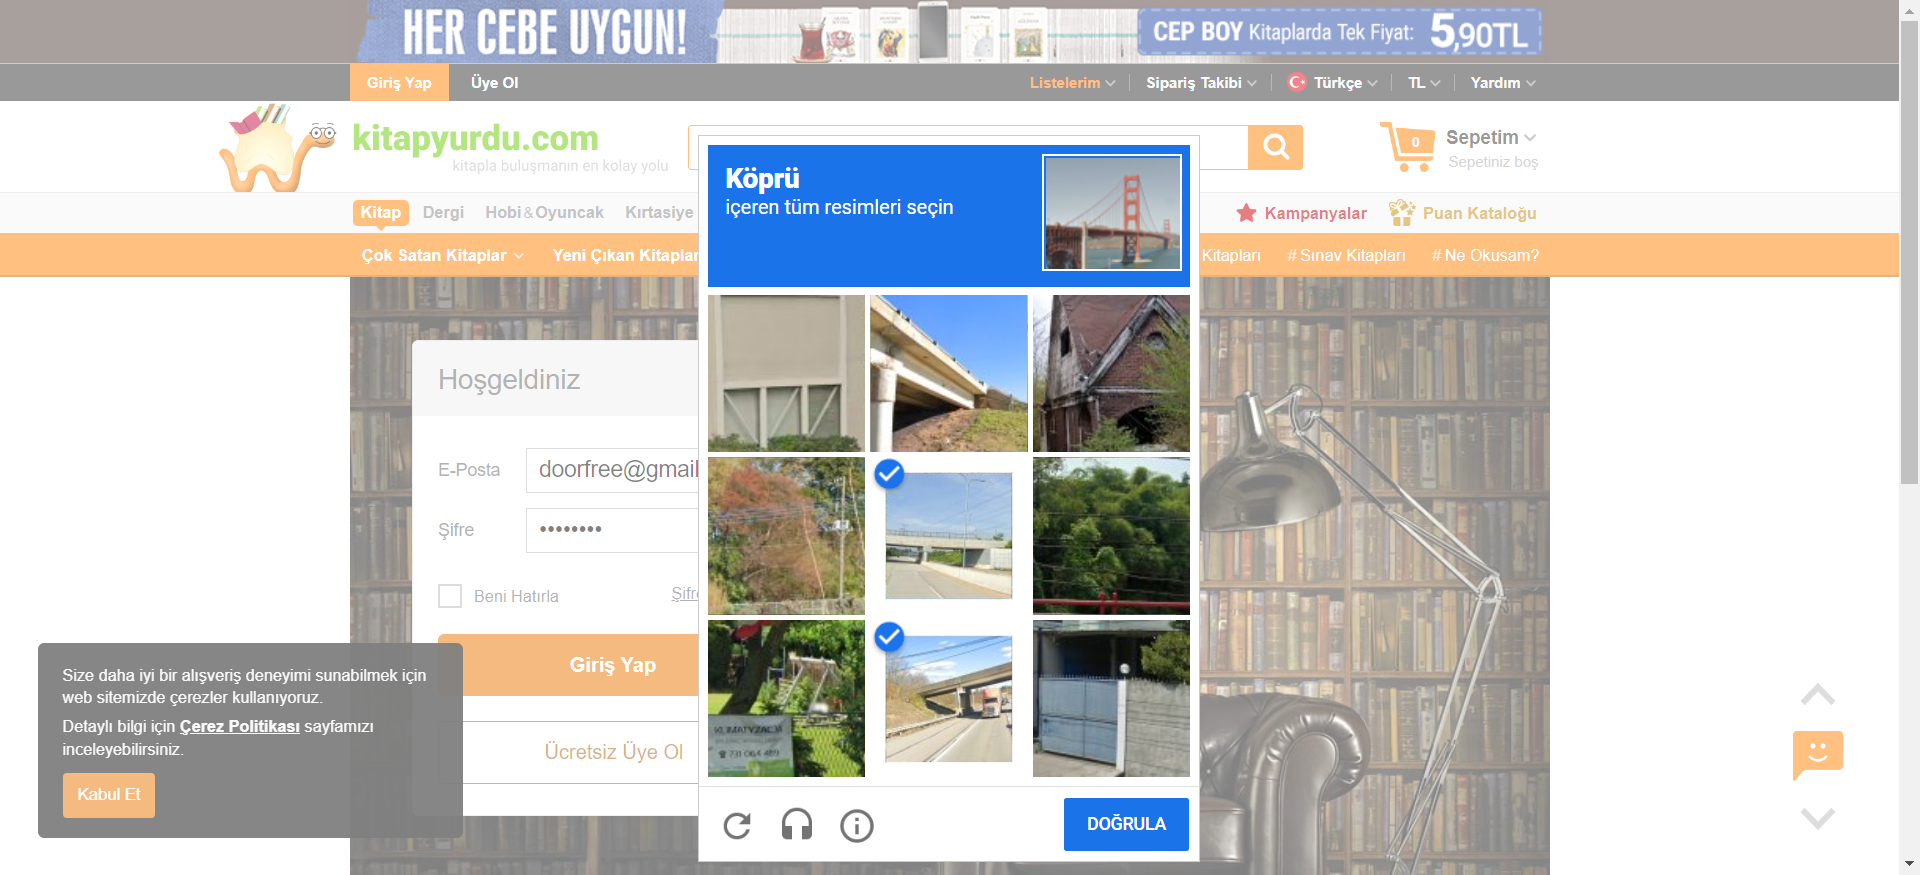 HER CEBE UYGUN!
CEP BOY Kitaplarda Tek Fiyat: 5,90TL
Giriş Yap
Üye Ol
Listelerim
Sipariş Takibi
Türkçe
TL
Yardım
kitapyurdu.com
kitapla buluşmanın en kolay yolu
0
Sepetim
Sepetiniz boş
Kitap
Dergi
Hobi & Oyuncak
Kırtasiye
Kampanyalar
Puan Kataloğu
Çok Satan Kitaplar
Yeni Çıkan Kitaplar
Kitapları
# Sınav Kitapları
# Ne Okusam?
Köprü
içeren tüm resimleri seçin
Hoşgeldiniz
E-Posta
doorfree@gmail
Şifre
••••••••
Beni Hatırla
Şifr
Giriş Yap
Ücretsiz Üye Ol
Size daha iyi bir alışveriş deneyimi sunabilmek için
web sitemizde çerezler kullanıyoruz.
Detaylı bilgi için Çerez Politikası sayfamızı
inceleyebilirsiniz.
Kabul Et
DOĞRULA